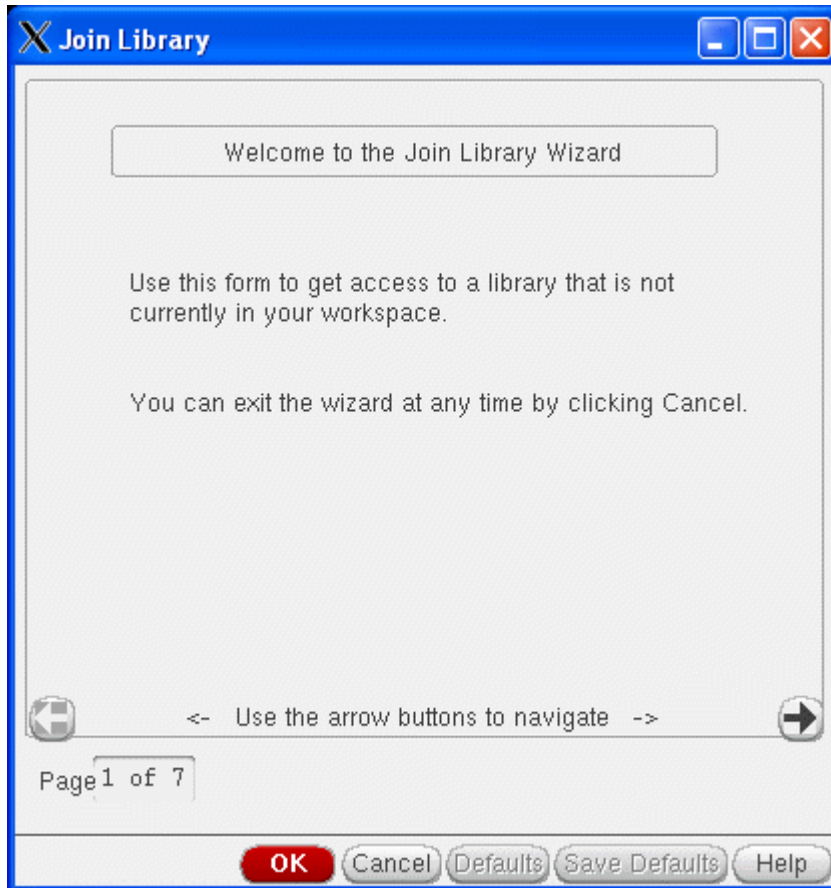 Join Library
Welcome to the Join Library Wizard
Use this form to get access to a library that is not
currently in your workspace.
You can exit the wizard at any time by clicking Cancel.
<- Use the arrow buttons to navigate ->
Page 1 of 7
OK Cancel Defaults Save Defaults Help